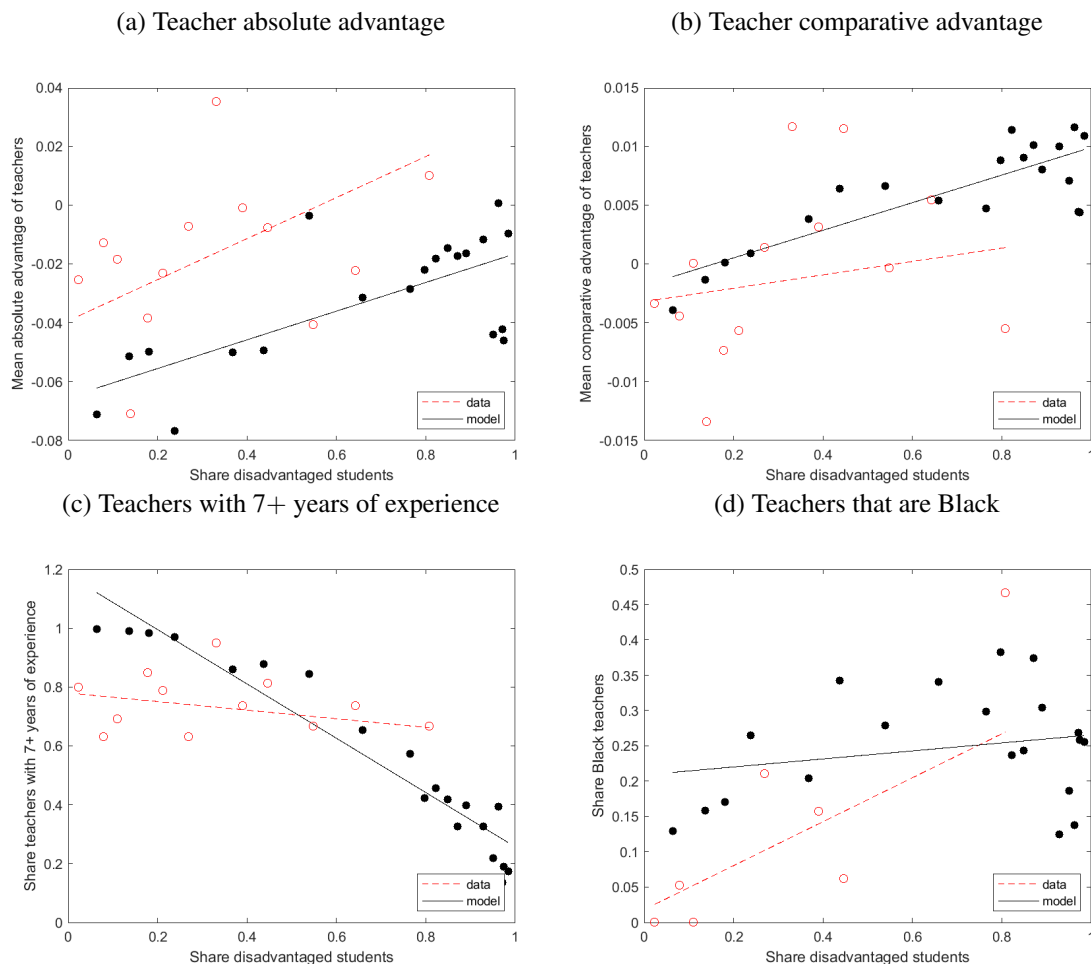 (a) Teacher absolute advantage
(b) Teacher comparative advantage
0.04
0.02
0
-0.02
-0.04
-0.06
-0.08
Mean absolute advantage of teachers
0
0.2
0.4
0.6
0.8
1
Share disadvantaged students
data
model
0.015
0.01
0.005
0
-0.005
-0.01
-0.015
Mean comparative advantage of teachers
0
0.2
0.4
0.6
0.8
1
Share disadvantaged students
data
model
(c) Teachers with 7+ years of experience
(d) Teachers that are Black
1.2
1
0.8
0.6
0.4
0.2
0
Share teachers with 7+ years of experience
0
0.2
0.4
0.6
0.8
1
Share disadvantaged students
data
model
0.5
0.45
0.4
0.35
0.3
0.25
0.2
0.15
0.1
0.05
0
Share Black teachers
0
0.2
0.4
0.6
0.8
1
Share disadvantaged students
data
model